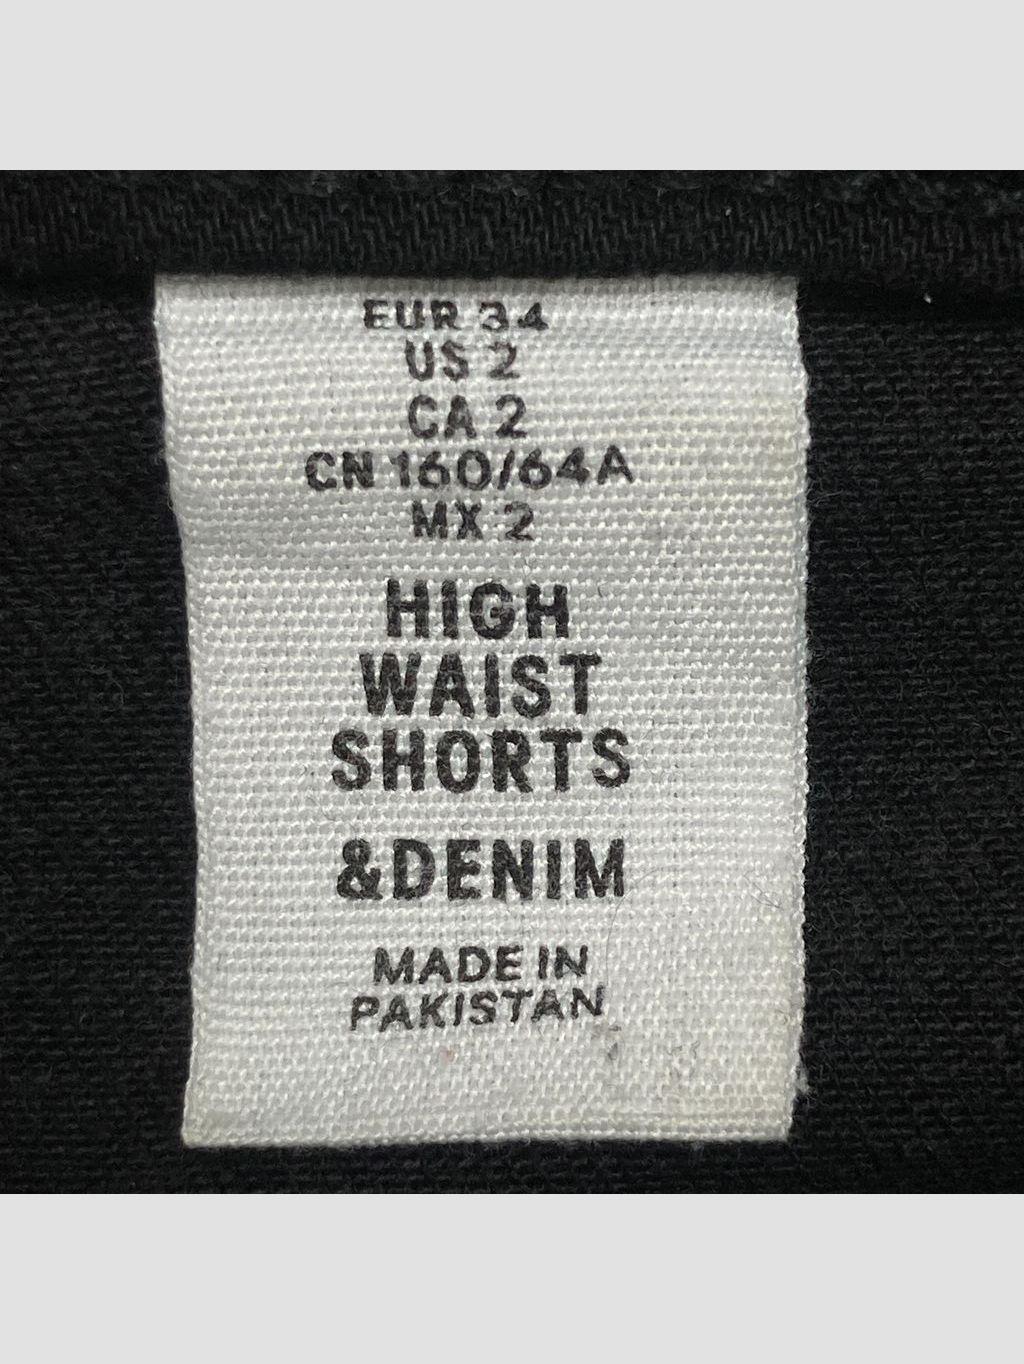 EUR 34
US 2
CA 2
CN 160/64A
MX 2
HIGH
WAIST
SHORTS
&DENIM
MADE IN
PAKISTAN